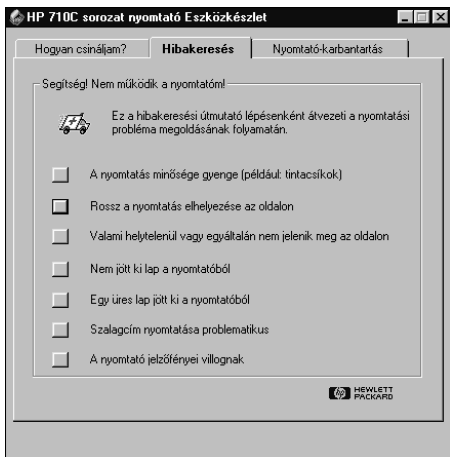 HP 710C sorozat nyomtató Eszközkészlet
Hogyan csináljam?
Hibakeresés
Nyomtató-karbantartás
Segítség! Nem működik a nyomtatóm!
Ez a hibakeresési útmutató lépésenként átvezeti a nyomtatási
probléma megoldásának folyamatán.
A nyomtatás minősége gyenge (például: tintacsíkok)
Rossz a nyomtatás elhelyezése az oldalon
Valami helytelenül vagy egyáltalán nem jelenik meg az oldalon
Nem jött ki lap a nyomtatóból
Egy üres lap jött ki a nyomtatóból
Szalagcím nyomtatása problematikus
A nyomtató jelzőfényei villognak
hp HEWLETT
PACKARD